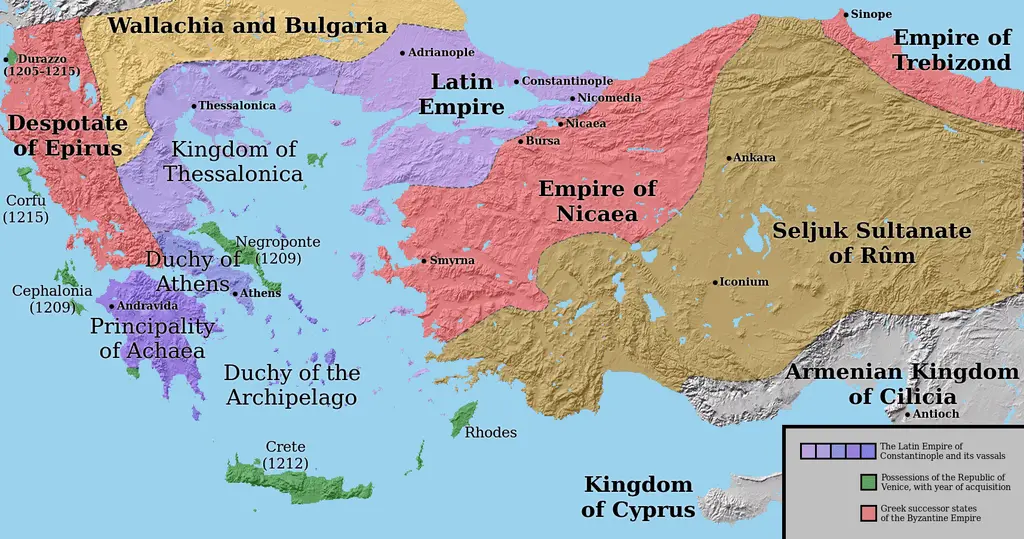 Wallachia and Bulgaria
Sinope
Empire of
Trebizond
Durazzo
(1205–1215)
Adrianople
Latin
Empire
Constantinople
Nicomedia
Thessalonica
Despotate
of Epirus
Nicaea
Bursa
Kingdom of
Thessalonica
Ankara
Empire of
Nicaea
Corfu
(1215)
Seljuk Sultanate
of Rûm
Negroponte
(1209)
Duchy of
Athens
Smyrna
Iconium
Athens
Cephalonia
(1209)
Andravida
Principality
of Achaea
Duchy of the
Archipelago
Armenian Kingdom
of Cilicia
Antioch
Rhodes
Crete
(1212)
Kingdom
of Cyprus
The Latin Empire of
Constantinople and its vassals
Possessions of the Republic of
Venice, with year of acquisition
Greek successor states
of the Byzantine Empire